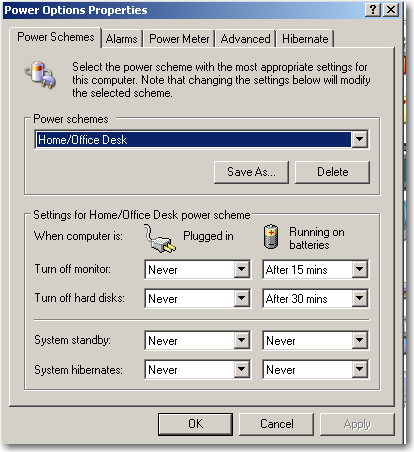 Power Options Properties
Power Schemes Alarms Power Meter Advanced Hibernate
Select the power scheme with the most appropriate settings for
this computer. Note that changing the settings below will modify
the selected scheme.
Power schemes
Home/Office Desk
Save As... Delete
Settings for Home/Office Desk power scheme
When computer is: Plugged in Running on
batteries
Turn off monitor: Never After 15 mins
Turn off hard disks: Never After 30 mins
System standby: Never Never
System hibernates: Never Never
OK Cancel Apply